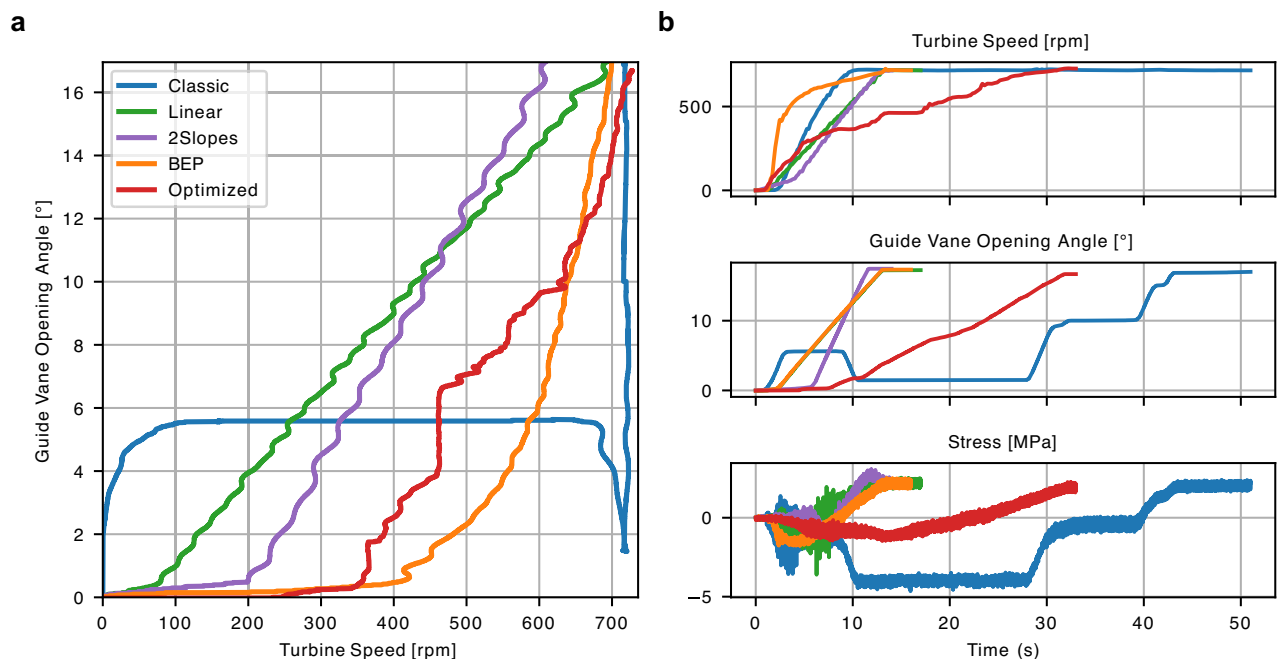 a
Guide Vane Opening Angle [°]
16
14
12
10
8
6
4
2
0
Classic
Linear
2Slopes
BEP
Optimized
0
100
200
300
400
500
600
700
Turbine Speed [rpm]
b
Turbine Speed [rpm]
500
0
Guide Vane Opening Angle [°]
10
0
Stress [MPa]
0
−5
0
10
20
30
40
50
Time (s)